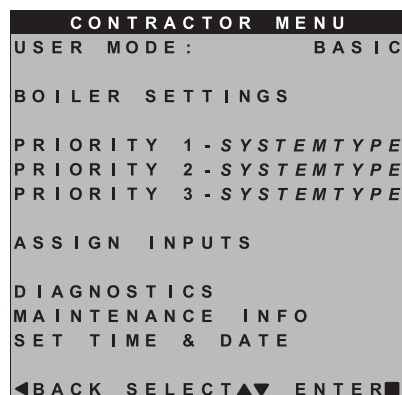 CONTRACTOR MENU
USER MODE: BASIC
BOILER SETTINGS
PRIORITY 1-SYSTEMTYPE
PRIORITY 2-SYSTEMTYPE
PRIORITY 3-SYSTEMTYPE
ASSIGN INPUTS
DIAGNOSTICS
MAINTENANCE INFO
SET TIME & DATE
◀BACK SELECT▲▼ ENTER■